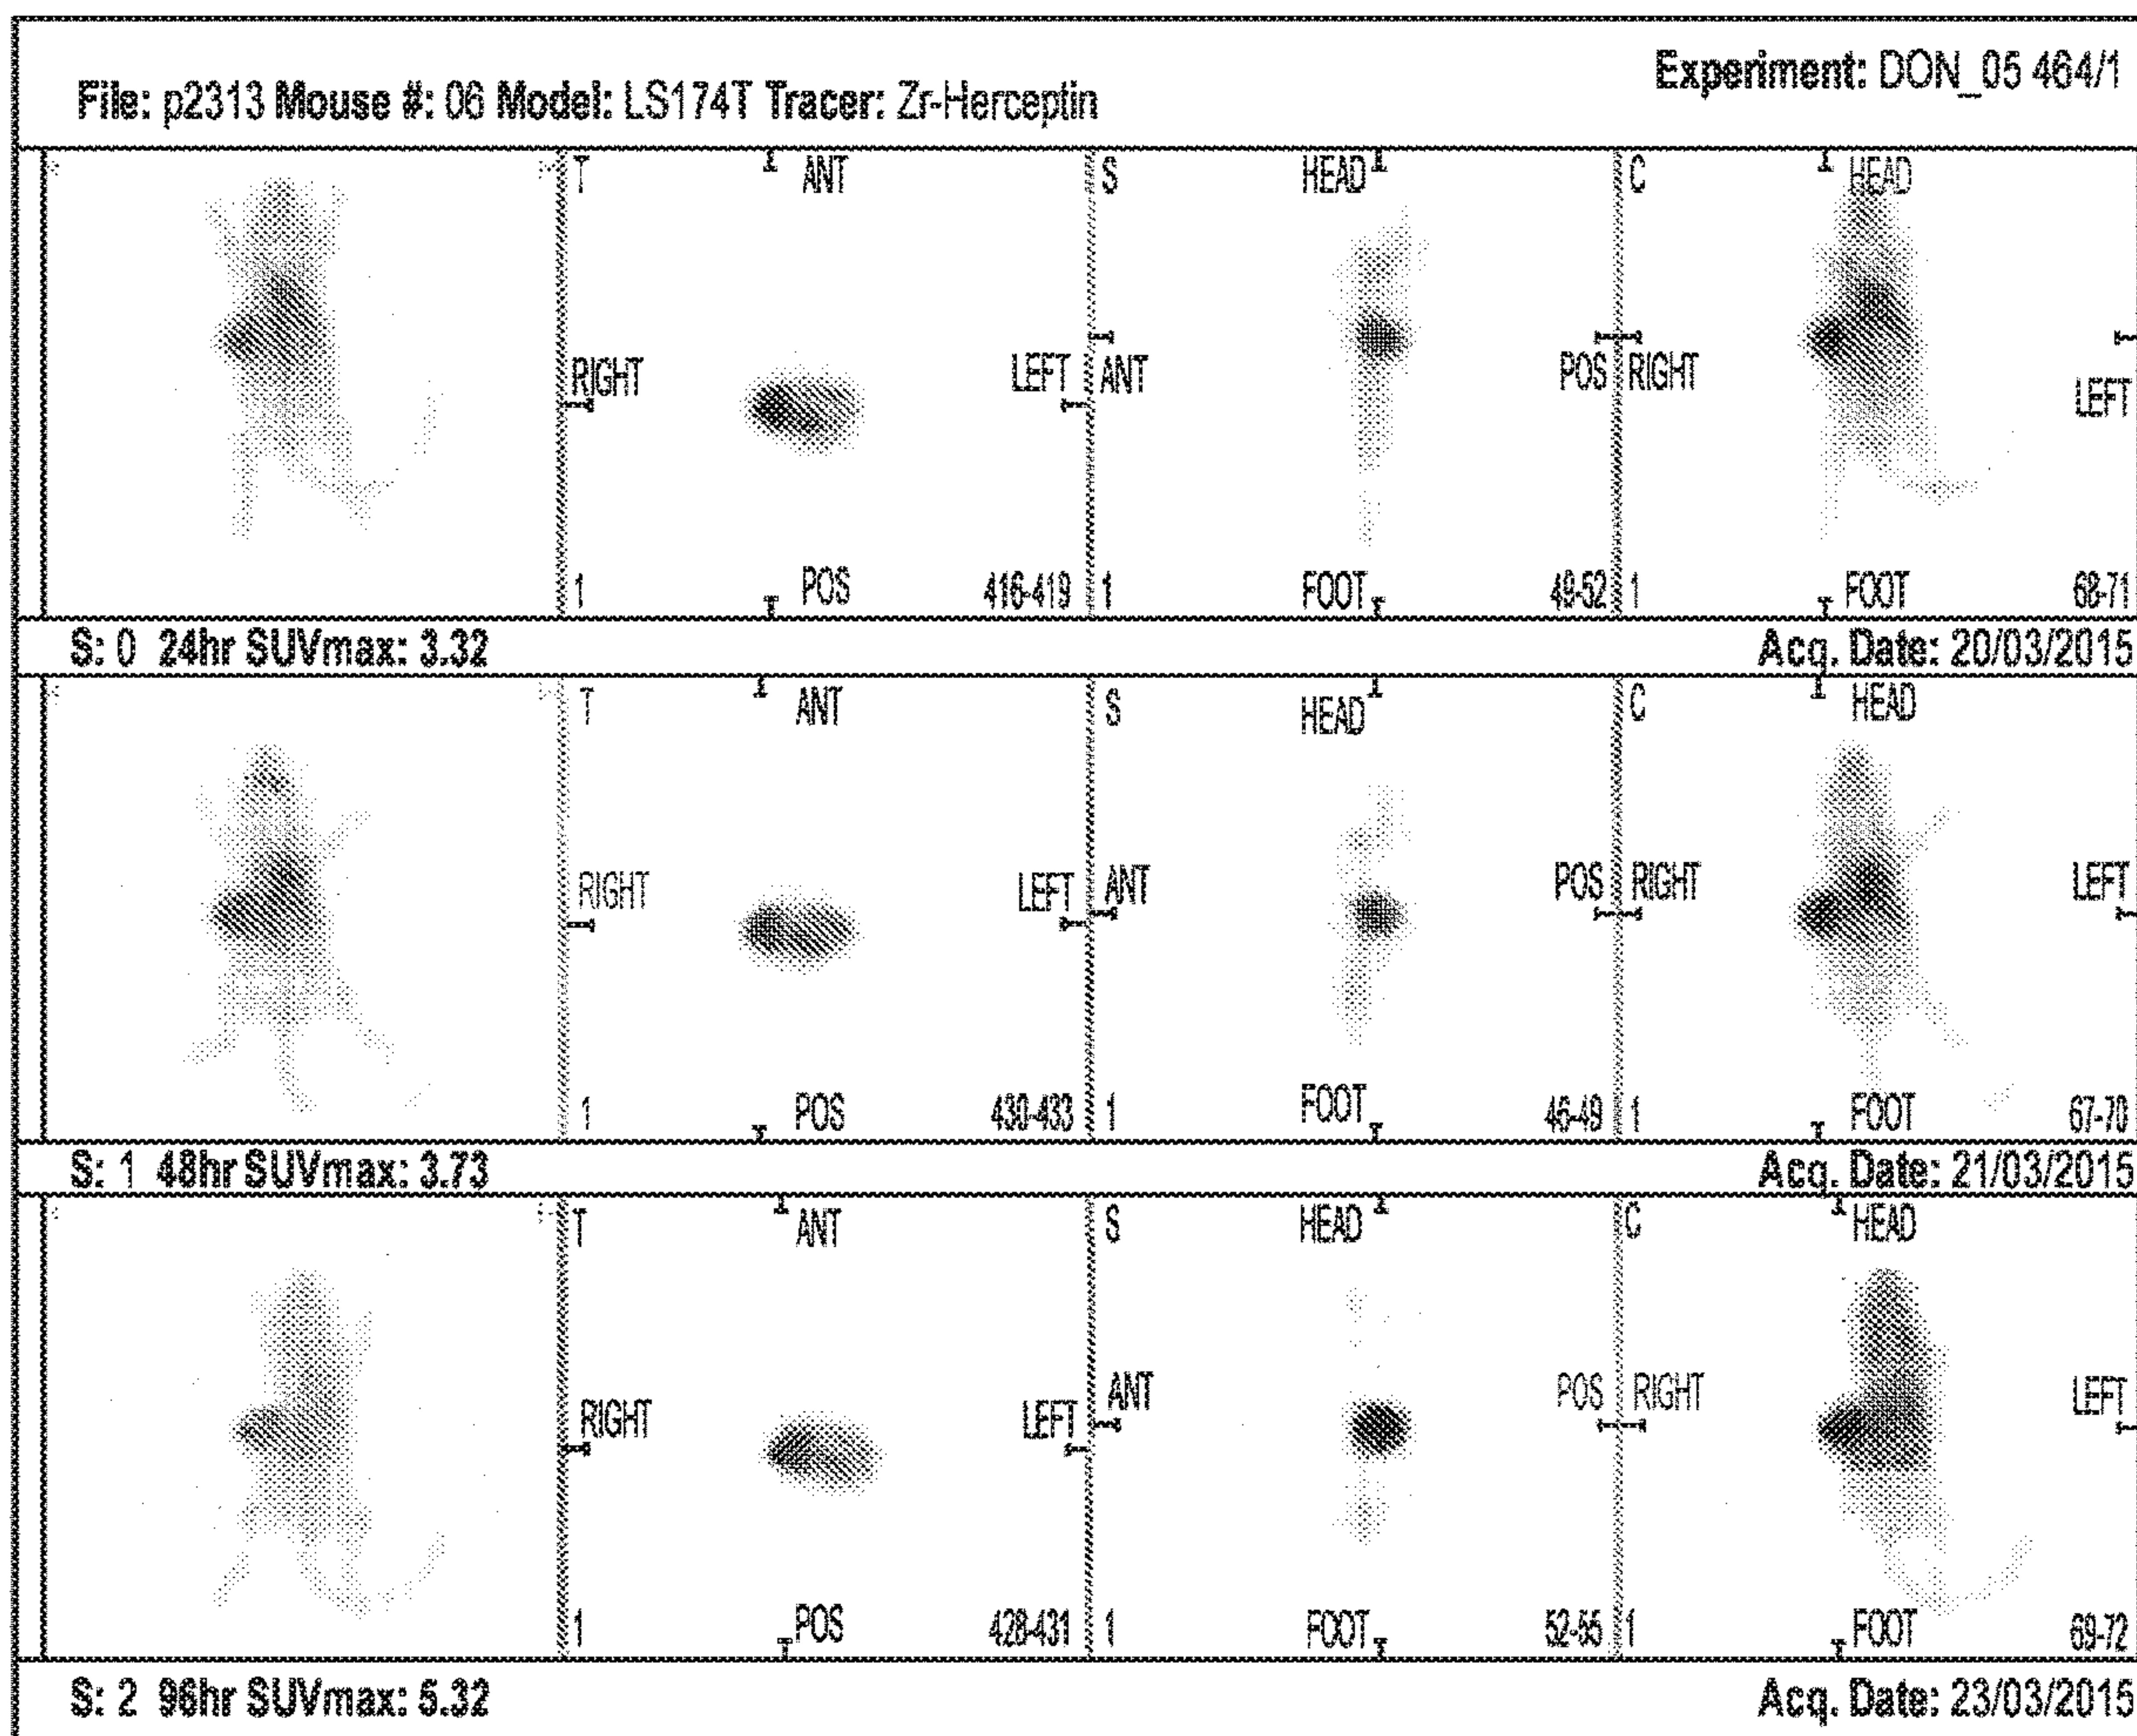 Experiment: DON_05 464/1
File: p2313 Mouse #: 06 Model: LS174T Tracer: Zr-Herceptin
T ANT S HEAD C HEAD
RIGHT LEFT ANT POS RIGHT LEFT
1 POS 416-419 1 FOOT 49-52 1 FOOT 68-71
S: 0 24hr SUVmax: 3.32 Acq. Date: 20/03/2015
T ANT S HEAD C HEAD
RIGHT LEFT ANT POS RIGHT LEFT
1 POS 430-433 1 FOOT 46-49 1 FOOT 67-70
S: 1 48hr SUVmax: 3.73 Acq. Date: 21/03/2015
T ANT S HEAD C HEAD
RIGHT LEFT ANT POS RIGHT LEFT
1 POS 428-431 1 FOOT 52-55 1 FOOT 69-72
S: 2 96hr SUVmax: 5.32 Acq. Date: 23/03/2015